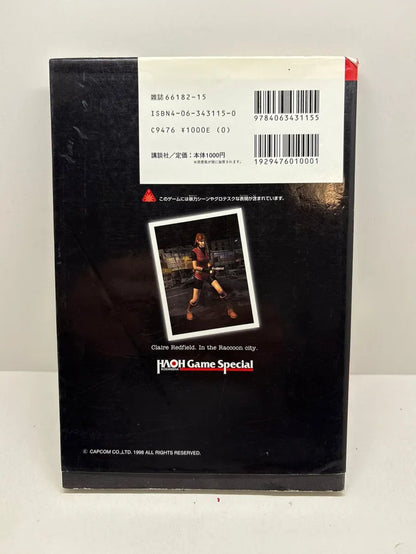 雑誌 66182-15
ISBN4-06-343115-0
C9476 ¥1000E (0)
講談社／定価：本体1000円
9784063431155
1929476010001
このゲームには暴力シーンやグロテスクな表現が含まれています。
Claire Redfield. In the Raccoon city.
HAOH Game Special
KODANSHA
© CAPCOM CO.,LTD. 1998 ALL RIGHTS RESERVED.